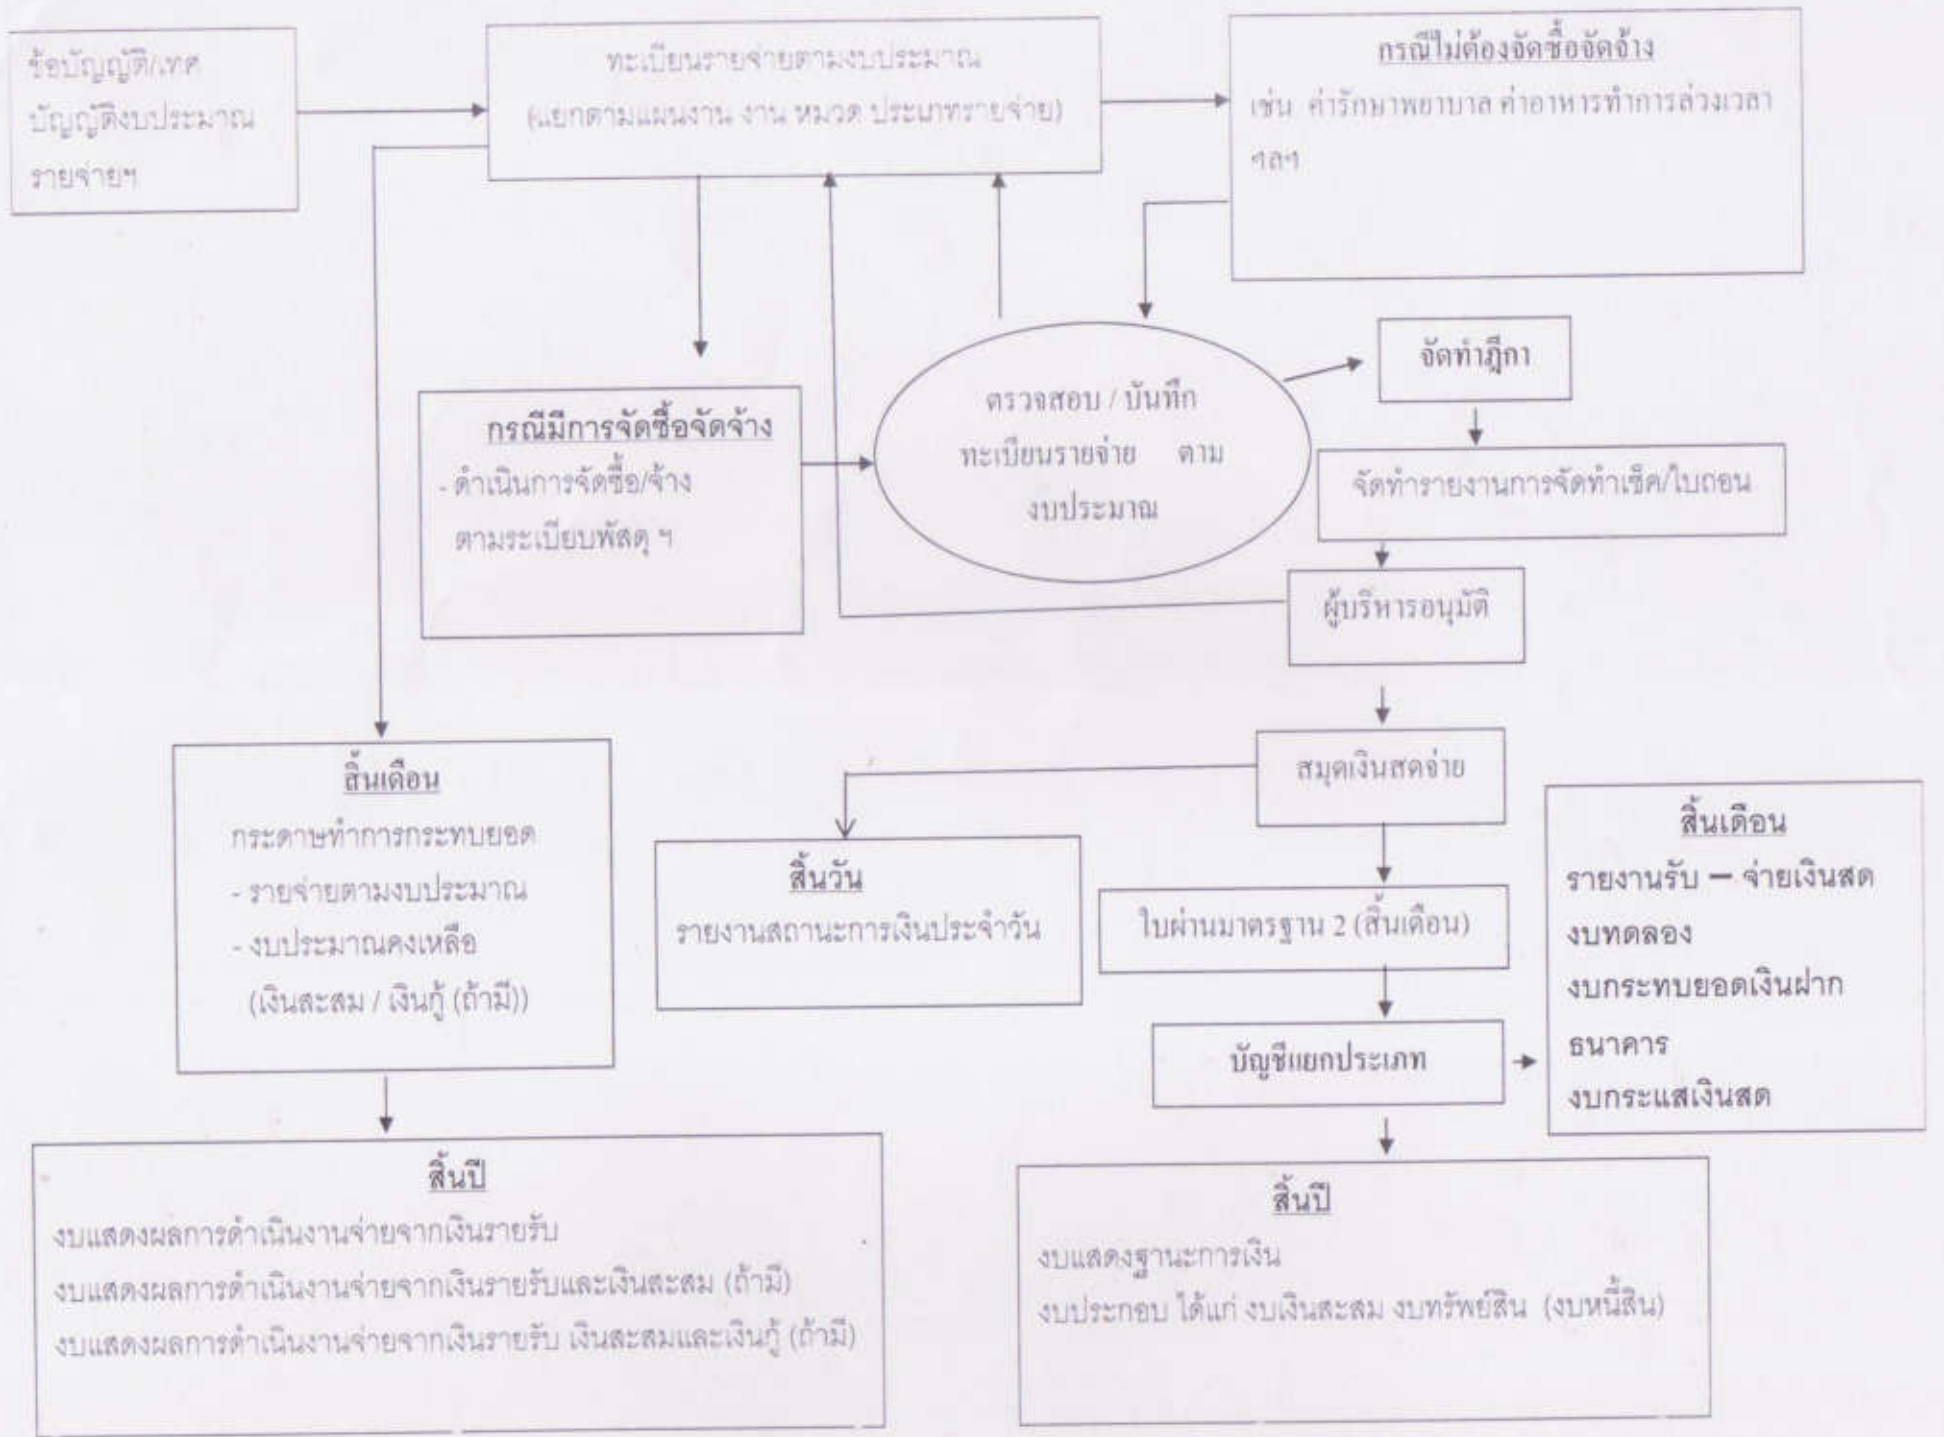 ข้อบัญญัติ/เทศ
บัญญัติงบประมาณ
รายจ่ายฯ
ทะเบียนรายจ่ายตามงบประมาณ
(แยกตามแผนงาน งาน หมวด ประเภทรายจ่าย)
กรณีไม่ต้องจัดซื้อจัดจ้าง
เช่น ค่ารักษาพยาบาล ค่าอาหารทำการล่วงเวลา
ฯลฯ
จัดทำฎีกา
กรณีมีการจัดซื้อจัดจ้าง
- ดำเนินการจัดซื้อ/จ้าง
ตามระเบียบพัสดุ ฯ
ตรวจสอบ / บันทึก
ทะเบียนรายจ่าย ตาม
งบประมาณ
จัดทำรายงานการจัดทำเช็ค/ใบถอน
ผู้บริหารอนุมัติ
สมุดเงินสดจ่าย
สิ้นเดือน
กระดาษทำการกระทบยอด
- รายจ่ายตามงบประมาณ
- งบประมาณคงเหลือ
(เงินสะสม / เงินกู้ (ถ้ามี))
สิ้นวัน
รายงานสถานะการเงินประจำวัน
ใบผ่านมาตรฐาน 2 (สิ้นเดือน)
บัญชีแยกประเภท
สิ้นเดือน
รายงานรับ – จ่ายเงินสด
งบทดลอง
งบกระทบยอดเงินฝาก
ธนาคาร
งบกระแสเงินสด
สิ้นปี
งบแสดงผลการดำเนินงานจ่ายจากเงินรายรับ
งบแสดงผลการดำเนินงานจ่ายจากเงินรายรับและเงินสะสม (ถ้ามี)
งบแสดงผลการดำเนินงานจ่ายจากเงินรายรับ เงินสะสมและเงินกู้ (ถ้ามี)
สิ้นปี
งบแสดงฐานะการเงิน
งบประกอบ ได้แก่ งบเงินสะสม งบทรัพย์สิน (งบหนี้สิน)